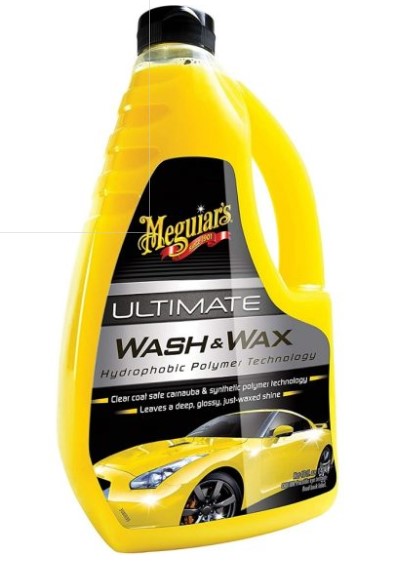 Meguiar's
ULTIMATE
WASH & WAX
Hydrophobic Polymer Technology
Clear coat safe carnauba & synthetic polymer technology
Leaves a deep, glossy, just-waxed shine